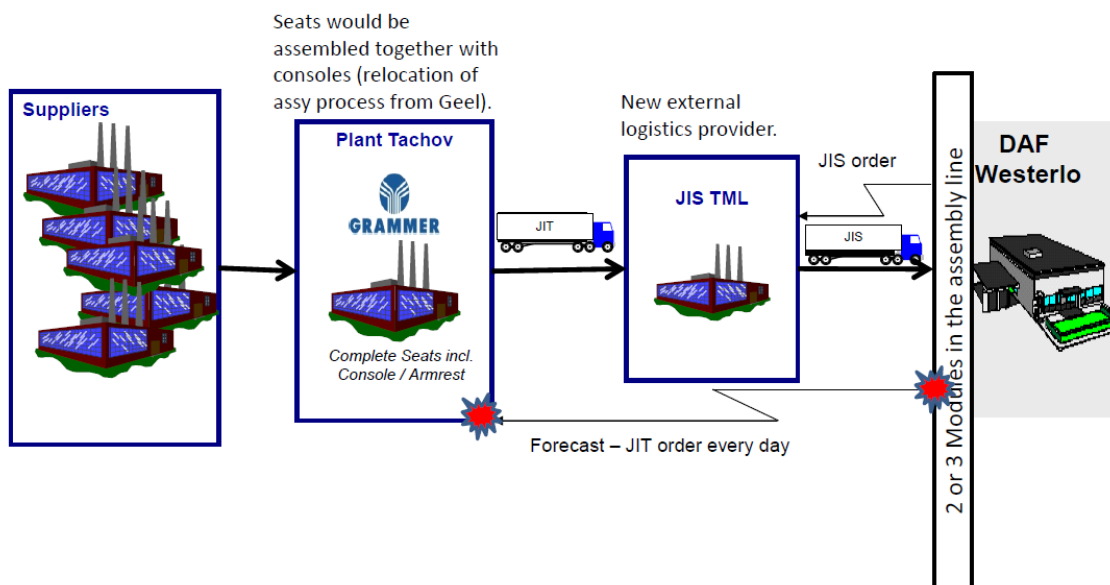 Seats would be
assembled together with
consoles (relocation of
assy process from Geel).
Suppliers
Plant Tachov
GRAMMER
Complete Seats incl.
Console / Armrest
JIT
New external
logistics provider.
JIS TML
JIS order
JIS
Forecast – JIT order every day
2 or 3 Modules in the assembly line
DAF
Westerlo